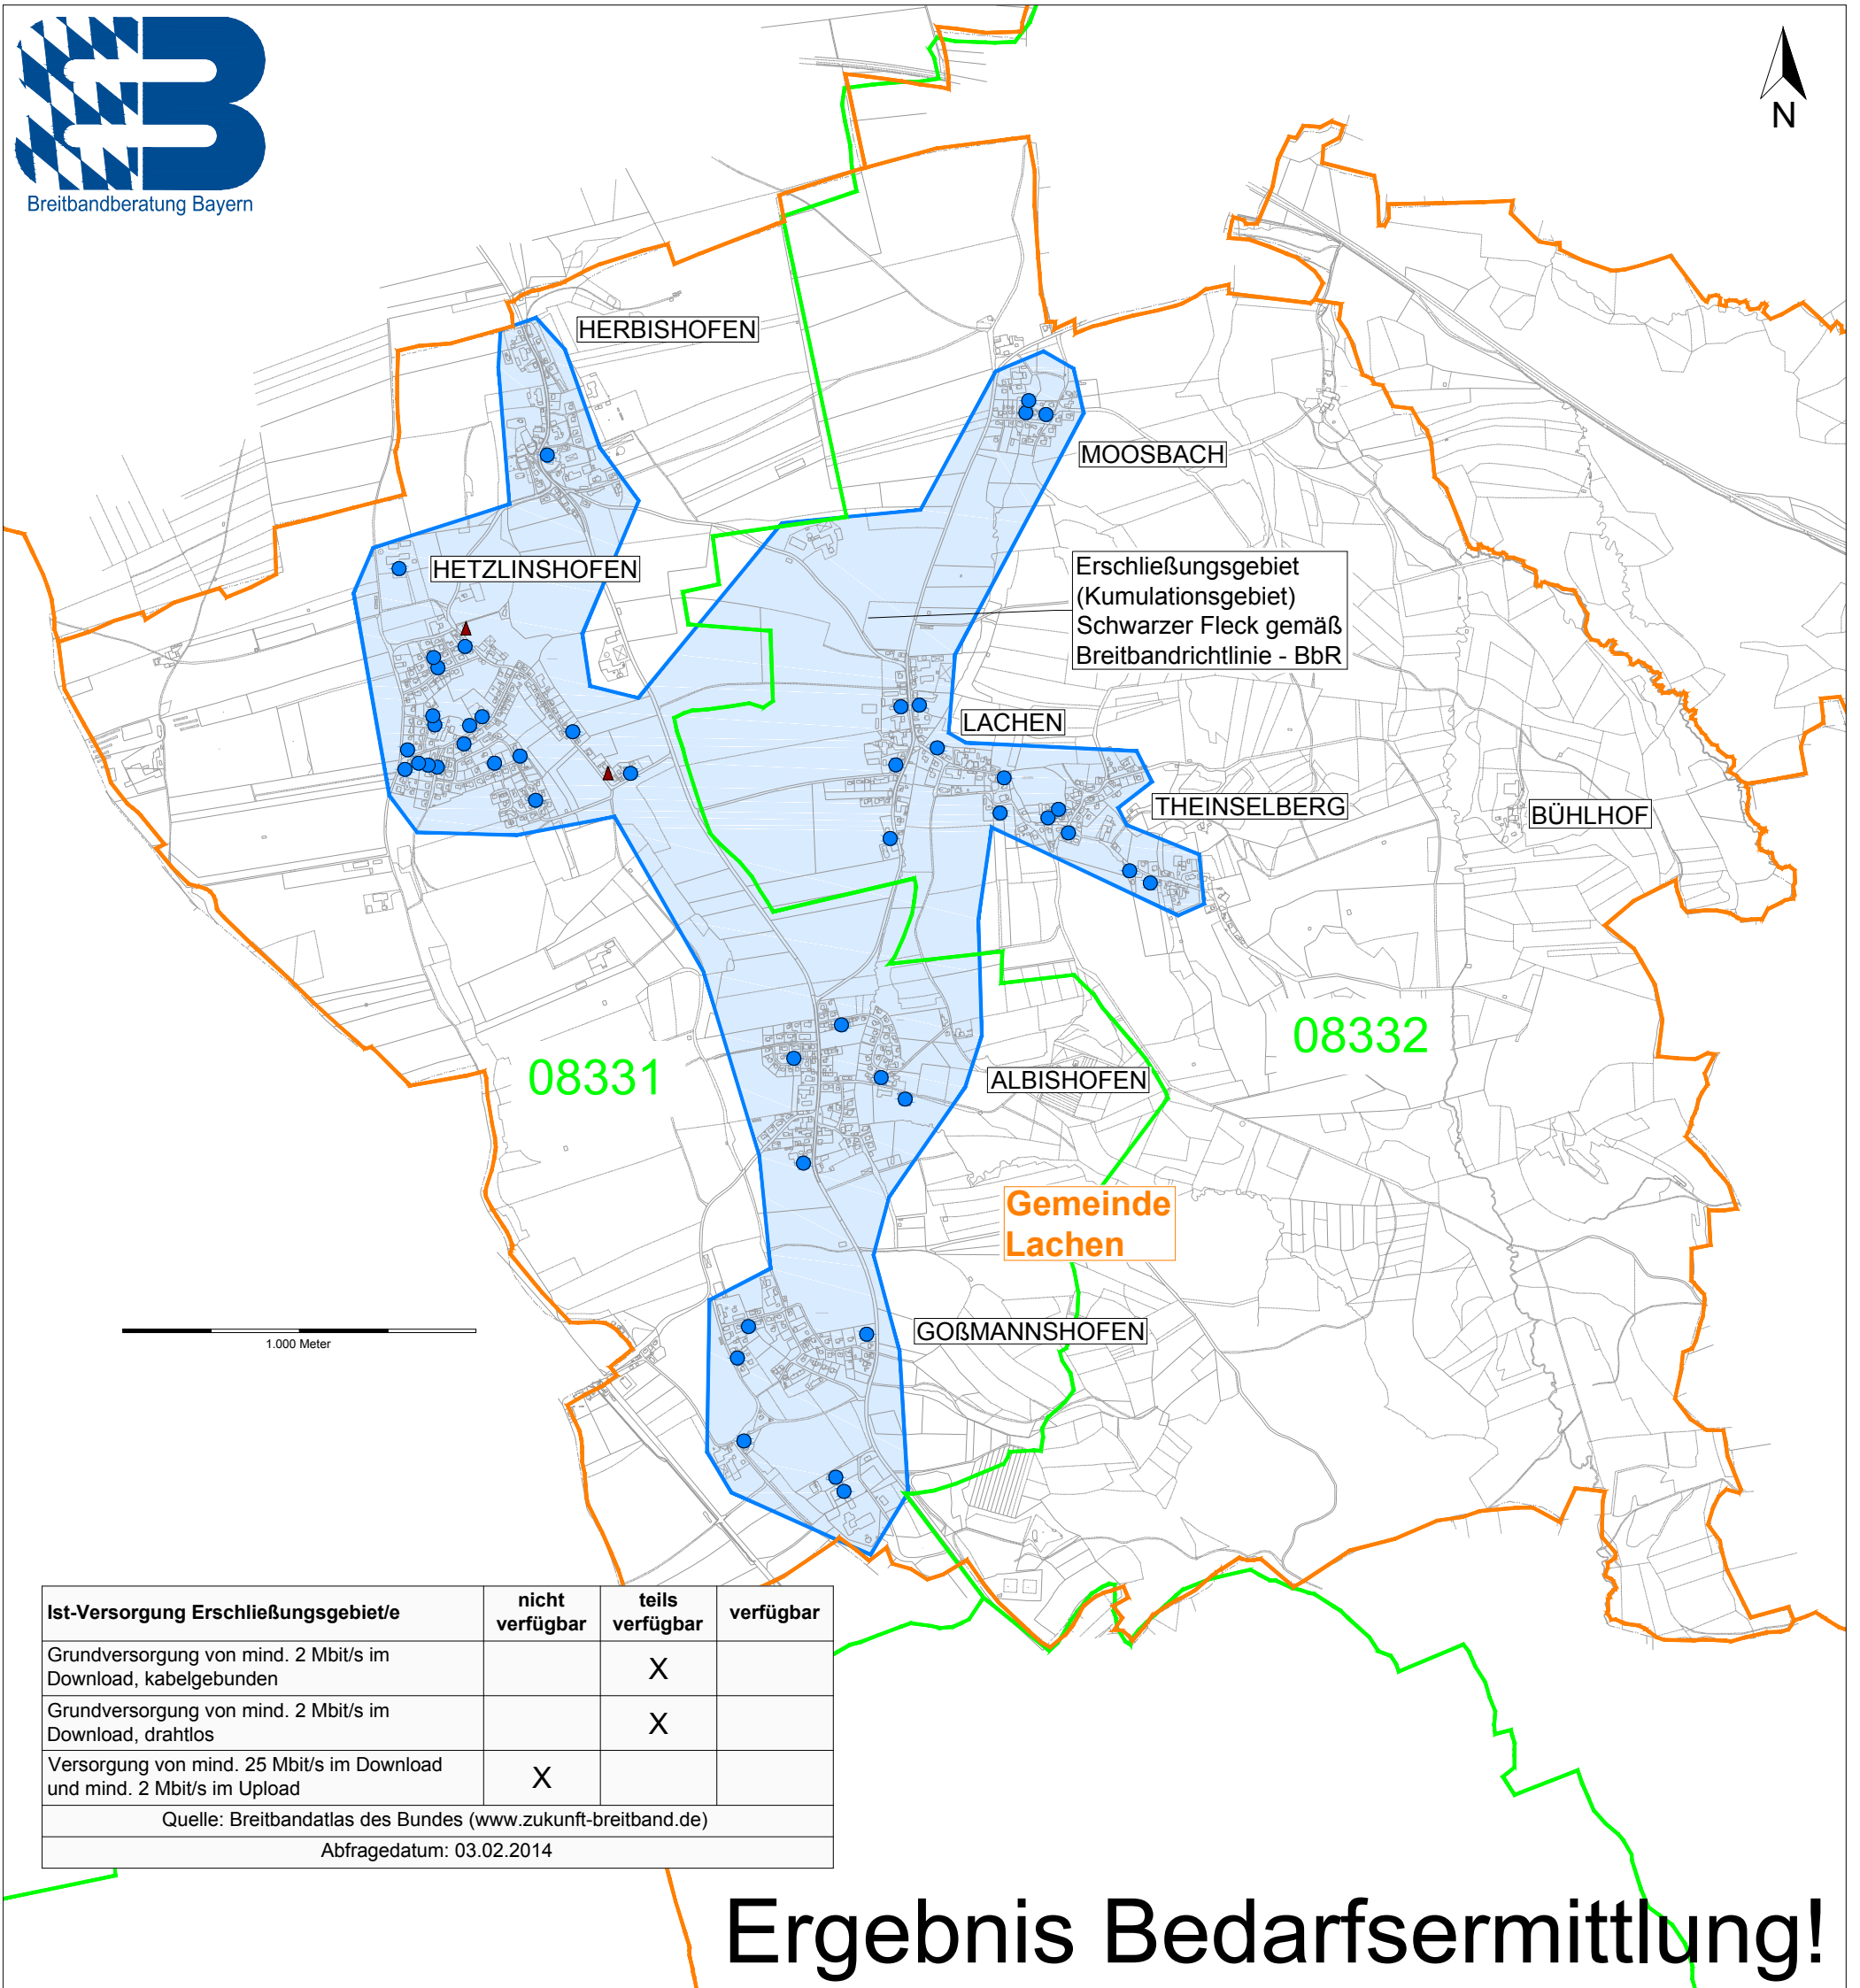 Breitbandberatung Bayern
N
HERBISHOFEN
MOOSBACH
HETZLINSHOFEN
Erschließungsgebiet
(Kumulationsgebiet)
Schwarzer Fleck gemäß
Breitbandrichtlinie - BbR
LACHEN
THEINSELBERG
BÜHLHOF
08332
08331
ALBISHOFEN
Gemeinde
Lachen
GOßMANNSHOFEN
1.000 Meter
Ist-Versorgung Erschließungsgebiet/e nicht verfügbar teils verfügbar verfügbar
Grundversorgung von mind. 2 Mbit/s im
Download, kabelgebunden X
Grundversorgung von mind. 2 Mbit/s im
Download, drahtlos X
Versorgung von mind. 25 Mbit/s im Download
und mind. 2 Mbit/s im Upload X
Quelle: Breitbandatlas des Bundes (www.zukunft-breitband.de)
Abfragedatum: 03.02.2014
Ergebnis Bedarfsermittlung!